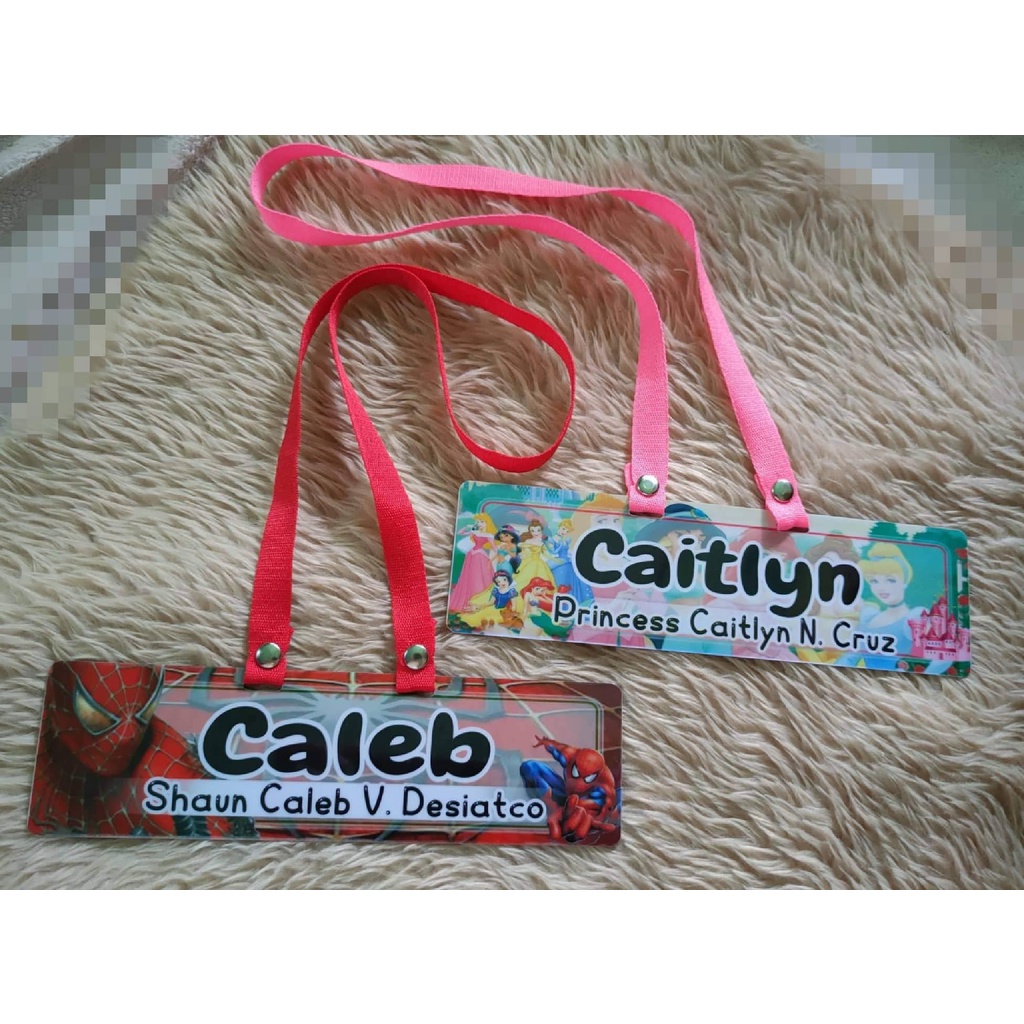 Caitlyn
Princess Caitlyn N. Cruz
Caleb
Shaun Caleb V. Desiatco